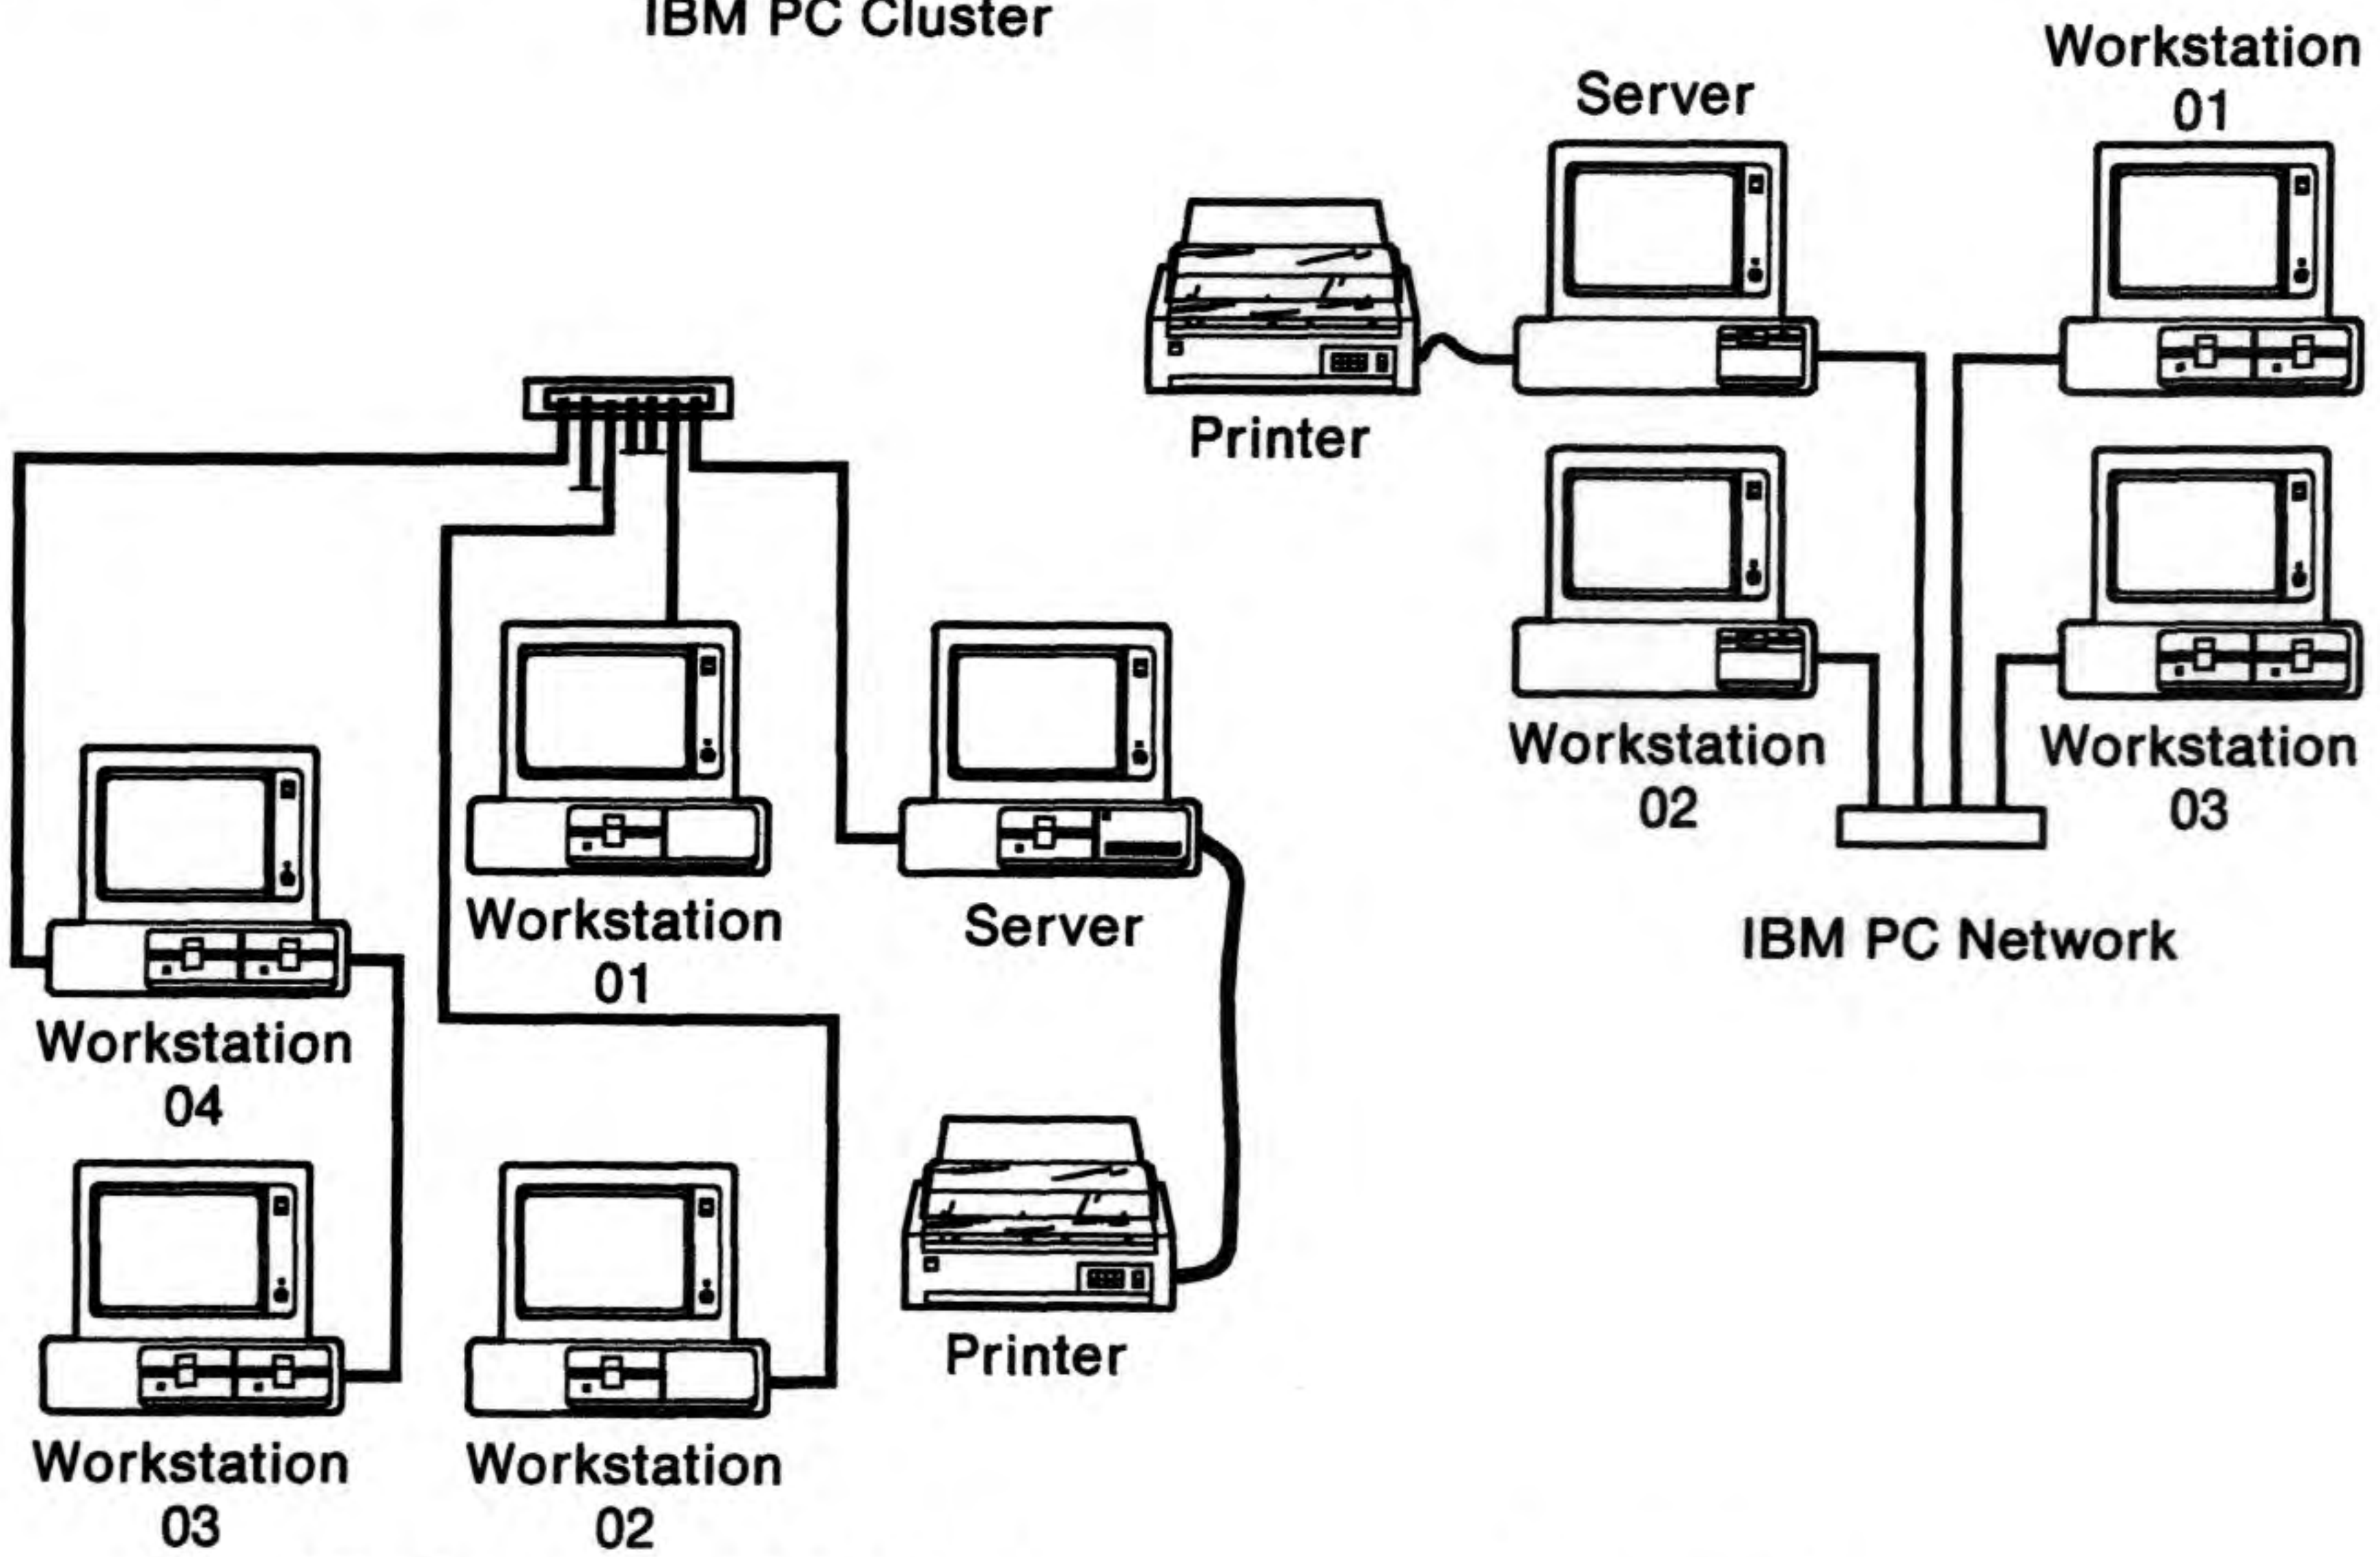 IBM PC Cluster
Workstation
01
Server
Printer
Workstation
02
Workstation
03
IBM PC Network
Workstation
01
Server
Workstation
04
Printer
Workstation
03
Workstation
02